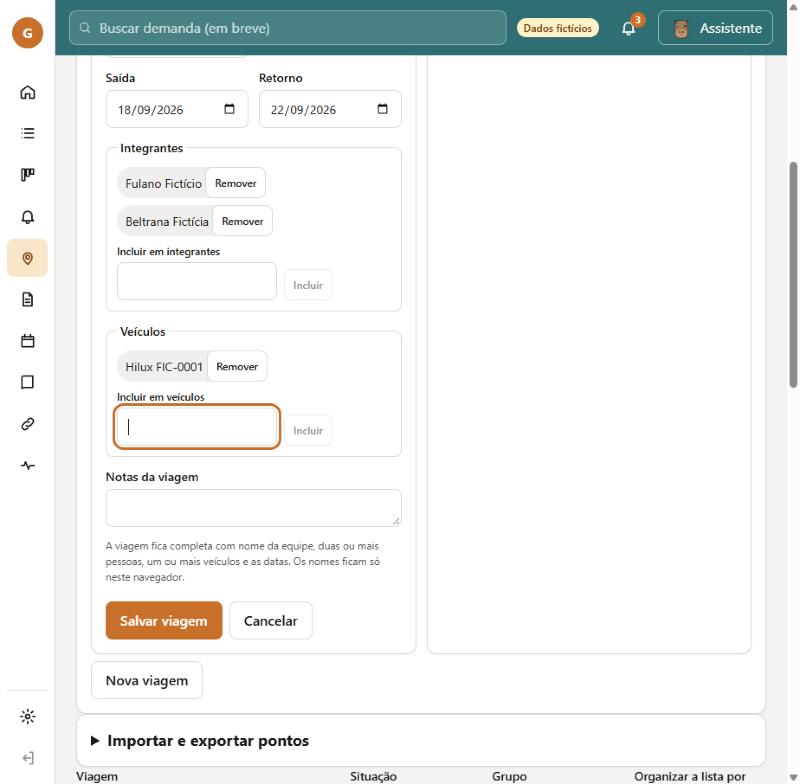 G
Buscar demanda (em breve)
Dados fictícios
3
Assistente
Saída
Retorno
18/09/2026
22/09/2026
Integrantes
Fulano Fictício
Remover
Beltrana Fictícia
Remover
Incluir em integrantes
Incluir
Veículos
Hilux FIC-0001
Remover
Incluir em veículos
Incluir
Notas da viagem
A viagem fica completa com nome da equipe, duas ou mais
pessoas, um ou mais veículos e as datas. Os nomes ficam só
neste navegador.
Salvar viagem
Cancelar
Nova viagem
Importar e exportar pontos
Viagem
Situação
Grupo
Organizar a lista por